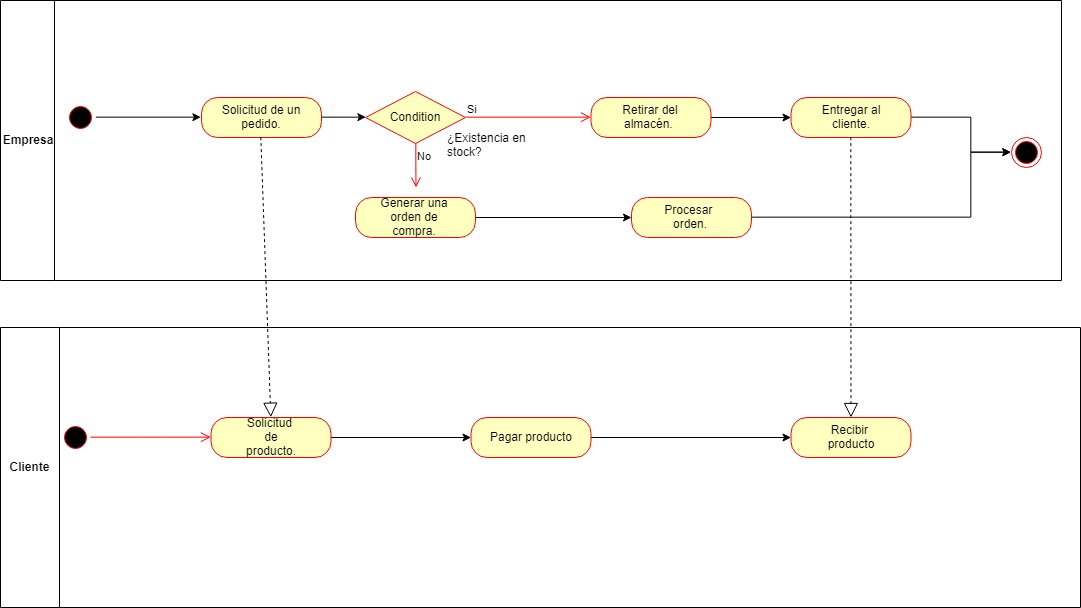 Empresa
Solicitud de un
pedido.
Condition
Si
¿Existencia en
stock?
No
Retirar del
almacén.
Entregar al
cliente.
Generar una
orden de
compra.
Procesar
orden.
Cliente
Solicitud
de
producto.
Pagar producto
Recibir
producto